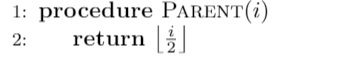 1: procedure PARENT(i)
2: return ⌊i/2⌋